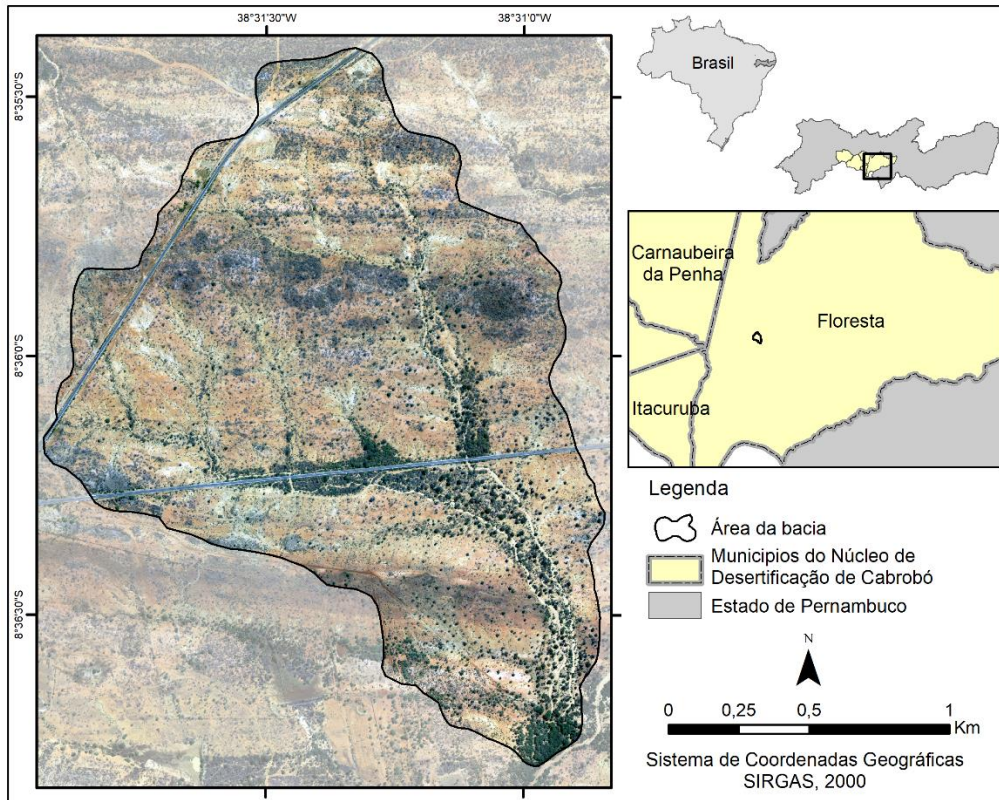 38°31'30"W
38°31'0"W
8°35'30"S
8°36'0"S
8°36'30"S
Brasil
Carnaubeira
da Penha
Floresta
Itacuruba
Legenda
Área da bacia
Municipios do Núcleo de
Desertificação de Cabrobó
Estado de Pernambuco
N
0 0,25 0,5 1
Km
Sistema de Coordenadas Geográficas
SIRGAS, 2000